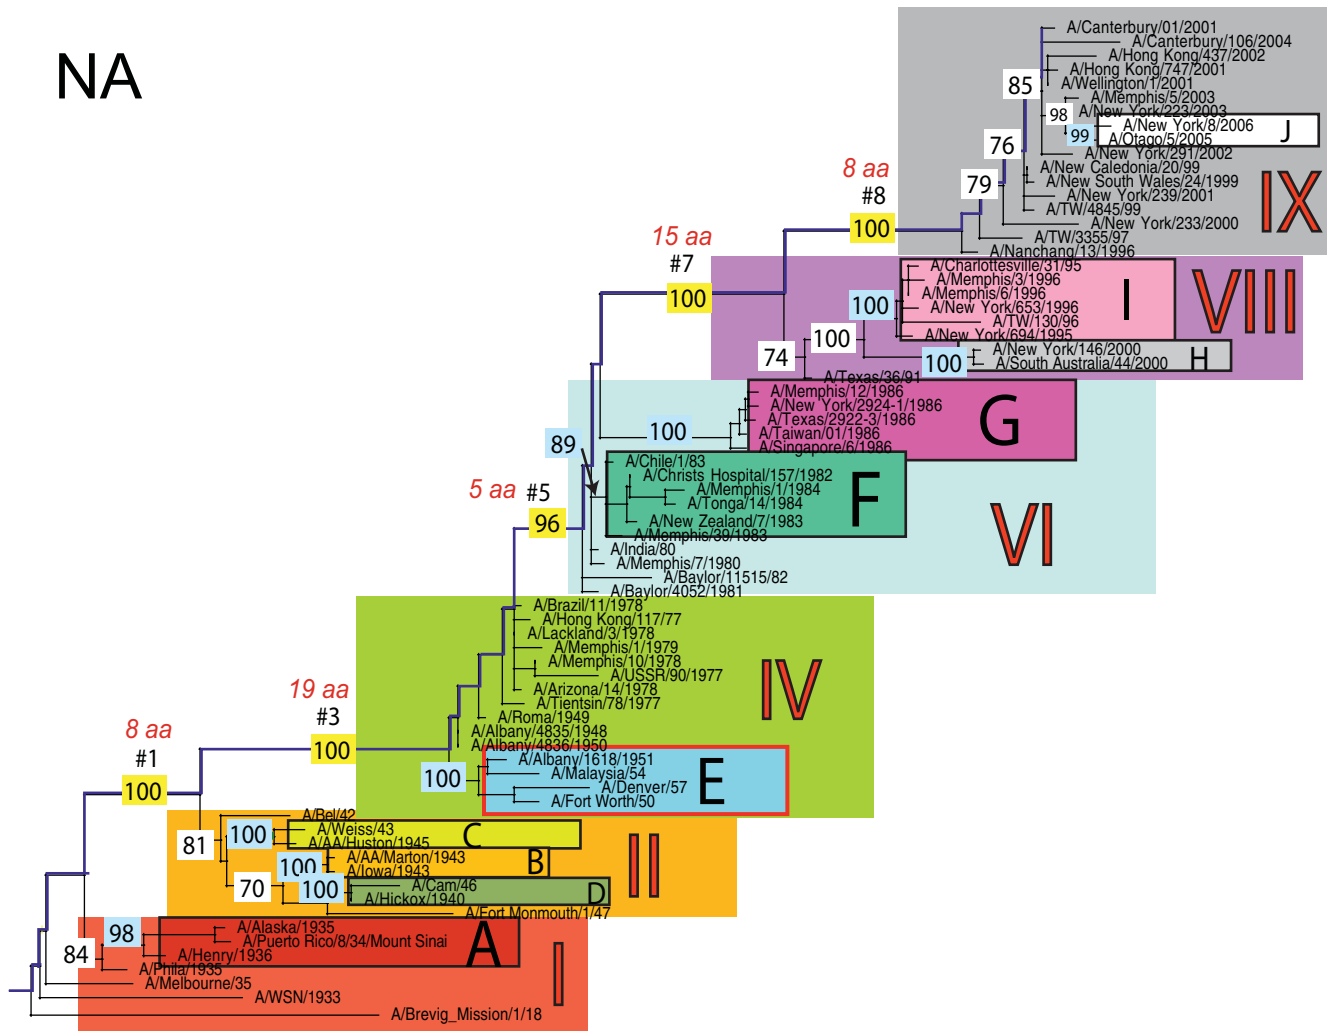 NA
A/Canterbury/01/2001
A/Canterbury/106/2004
A/Hong Kong/437/2002
A/Hong Kong/747/2001
85
A/Wellington/1/2001
A/Memphis/5/2003
98
A/New York/223/2003
A/New York/8/2006
J
99
A/Otago/5/2005
76
A/New York/291/2002
A/New Caledonia/20/99
8 aa
79
A/New South Wales/24/1999
#8
A/New York/239/2001
IX
A/TW/4845/99
100
A/New York/233/2000
15 aa
A/TW/3355/97
#7
A/Nanchang/13/1996
A/Charlottesville/31/95
A/Memphis/3/1996
100
A/Memphis/6/1996
I
VIII
100
A/New York/653/1996
A/TW/130/96
100
A/New York/694/1995
74
A/New York/146/2000
H
100
A/South Australia/44/2000
A/Texas/36/91
A/Memphis/12/1986
A/New York/2924-1/1986
A/Texas/2922-3/1986
G
100
A/Taiwan/01/1986
89
A/Singapore/6/1986
A/Chile/1/83
A/Christs Hospital/157/1982
5 aa
#5
A/Memphis/1/1984
F
A/Tonga/14/1984
96
A/New Zealand/7/1983
A/Memphis/39/1983
VI
A/India/80
A/Memphis/7/1980
A/Baylor/11515/82
A/Baylor/4052/1981
A/Brazil/11/1978
A/Hong Kong/117/77
A/Lackland/3/1978
A/Memphis/1/1979
A/Memphis/10/1978
A/USSR/90/1977
19 aa
A/Arizona/14/1978
IV
#3
A/Tientsin/78/1977
A/Roma/1949
8 aa
A/Albany/4835/1948
#1
100
A/Albany/4836/1950
A/Albany/1618/1951
100
A/Malaysia/54
E
A/Denver/57
100
A/Fort Worth/50
A/Bel/42
81
100
A/Weiss/43
C
A/AA/Huston/1945
100
A/AA/Marton/1943
B
A/Iowa/1943
II
70
100
A/Cam/46
D
A/Hickox/1940
A/Fort Monmouth/1/47
98
A/Alaska/1935
A/Puerto Rico/8/34/Mount Sinai
A
84
A/Henry/1936
A/Phila/1935
I
A/Melbourne/35
A/WSN/1933
A/Brevig_Mission/1/18